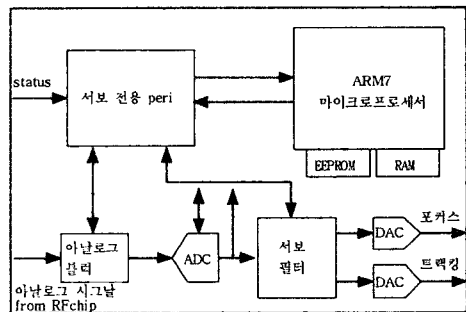 status
서보 전용 peri
ARM7
마이크로프로세서
EEPROM
RAM
포커스
아날로그
블럭
ADC
서보
필터
DAC
트랙킹
DAC
아날로그 시그날
from RFchip